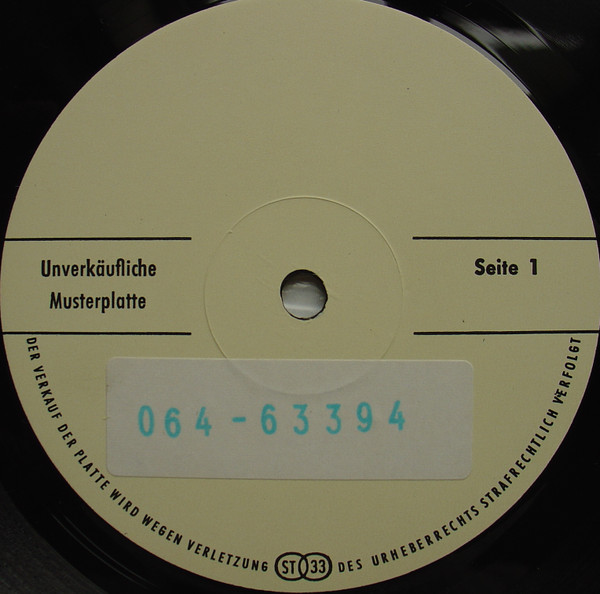 Unverkäufliche
Musterplatte
Seite 1
064-63394
DER VERKAUF DER PLATTE WIRD WEGEN VERLETZUNG ST 33 DES URHEBERRECHTS STRAFRECHTLICH VERFOLGT